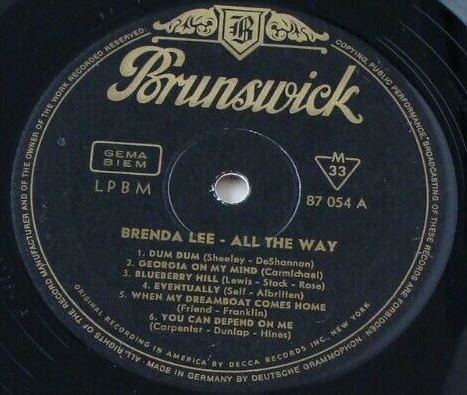 B
Brunswick
GEMA
BIEM
LPBM
M
33
87 054 A
BRENDA LEE - ALL THE WAY
1. DUM DUM (Sheeley - DeShannon)
2. GEORGIA ON MY MIND (Carmichael)
3. BLUEBERRY HILL (Lewis - Stock - Rose)
4. EVENTUALLY (Self - Albritten)
5. WHEN MY DREAMBOAT COMES HOME
(Friend - Franklin)
6. YOU CAN DEPEND ON ME
(Carpenter - Dunlap - Hines)
ORIGINAL RECORDING IN AMERICA BY DECCA RECORDS INC., NEW YORK
ALL RIGHTS OF THE RECORD MANUFACTURER AND OF THE OWNER OF THE WORK RECORDED RESERVED. COPYING, PUBLIC PERFORMANCE, BROADCASTING OF THESE RECORDS ARE FORBIDDEN
MADE IN GERMANY BY DEUTSCHE GRAMMOPHON